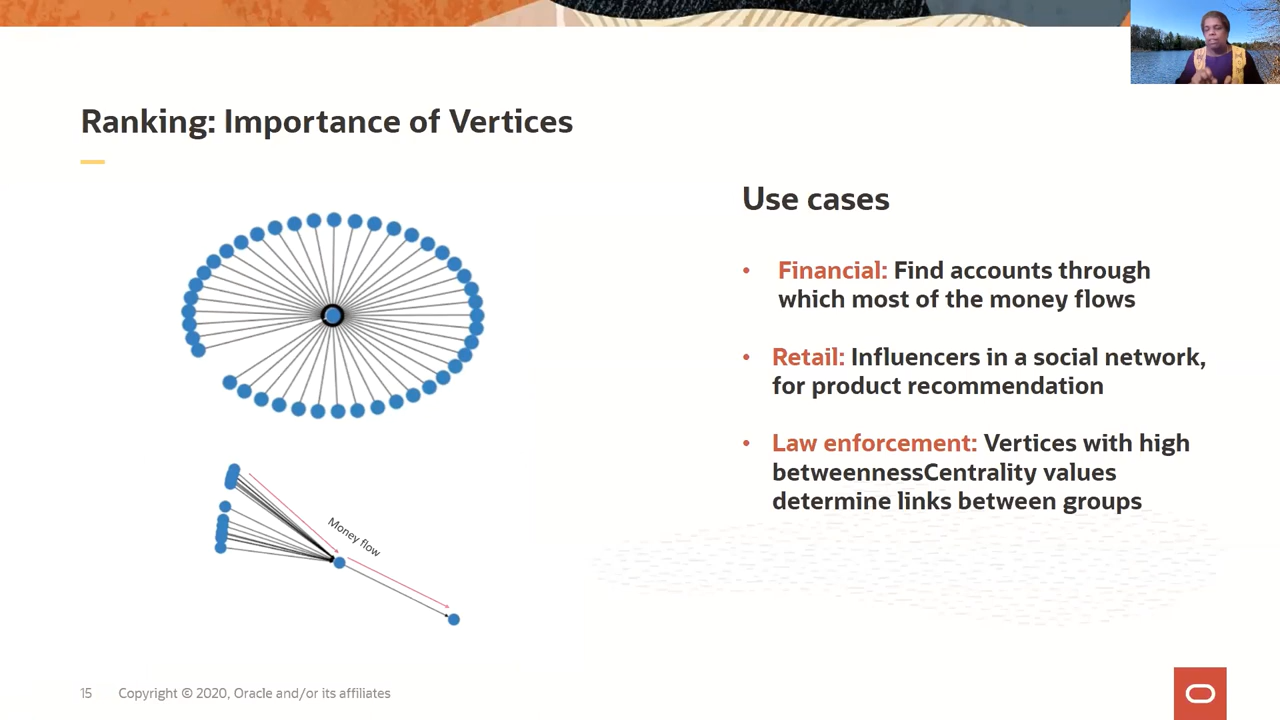 Ranking: Importance of Vertices
Money flow
Use cases
• Financial: Find accounts through
which most of the money flows
• Retail: Influencers in a social network,
for product recommendation
• Law enforcement: Vertices with high
betweennessCentrality values
determine links between groups
15 Copyright © 2020, Oracle and/or its affiliates